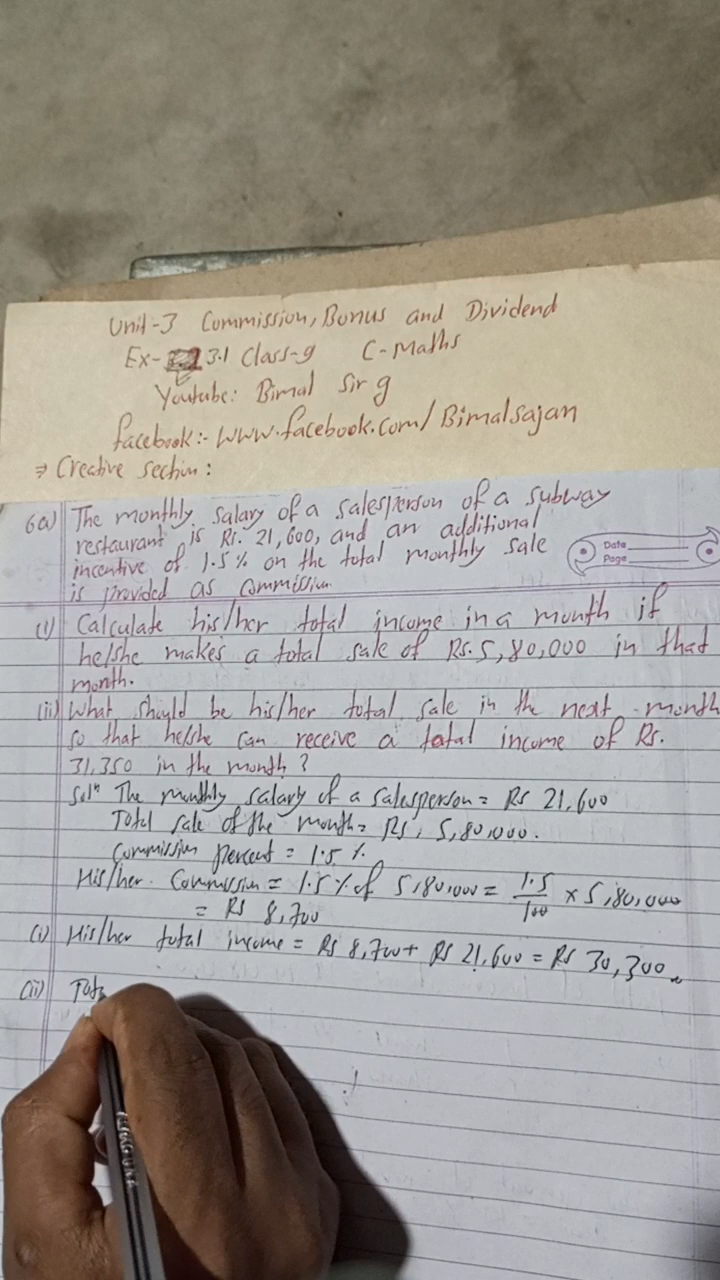 Unit-3 Commission, Bonus and Dividend
Ex- 3.1 Class-9 C-Maths
Youtube: Bimal Sir g
facebook:- www.facebook.com/Bimalsajan
⇒ Creative section:
6a) The monthly salary of a salesperson of a subway
restaurant is Rs. 21,600, and an additional
incentive of 1.5% on the total monthly sale
is provided as commission
Date
Page
(i) Calculate his/her total income in a month if
he/she makes a total sale of Rs. 5,80,000 in that
month.
(ii) What should be his/her total sale in the next month
so that he/she can receive a total income of Rs.
31,350 in the month?
Solⁿ The monthly salary of a salesperson = Rs 21,600
Total sale of the month = Rs, 5,80,000.
Commission percent = 1.5%
His/her. Commission = 1.5% of 5,80,000 = 1.5/100 × 5,80,000
= Rs 8,700
(i) His/her total income = Rs 8,700 + Rs 21,600 = Rs 30,300
(ii) Tot